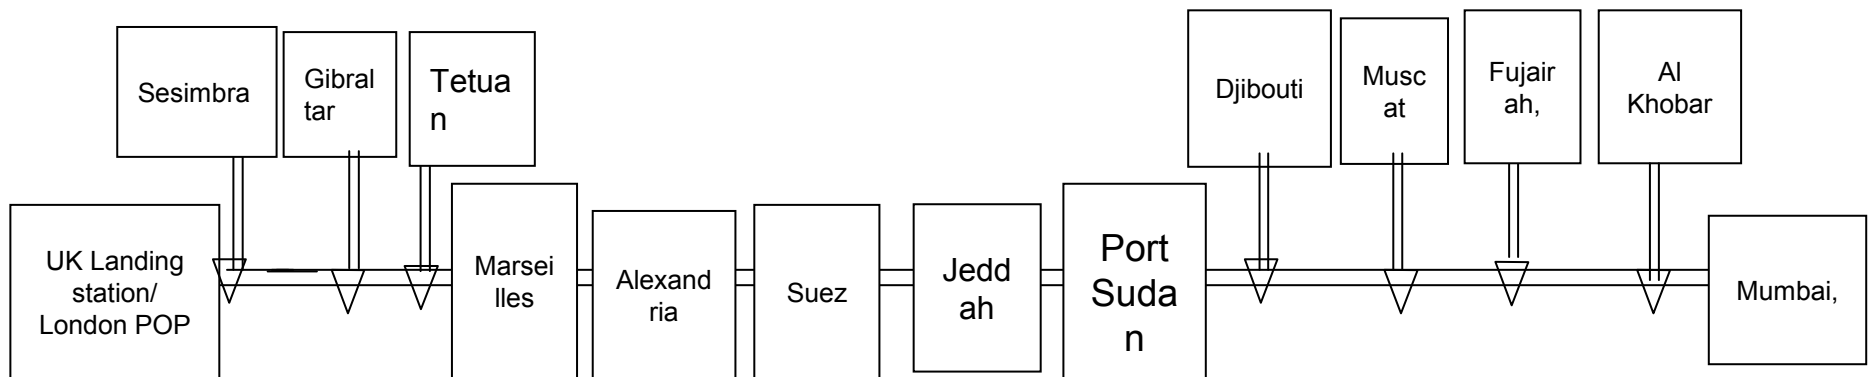 Sesimbra
Gibral
tar
Tetua
n
Djibouti
Musc
at
Fujair
ah,
Al
Khobar
UK Landing
station/
London POP
Marsei
lles
Alexand
ria
Suez
Jedd
ah
Port
Suda
n
Mumbai,